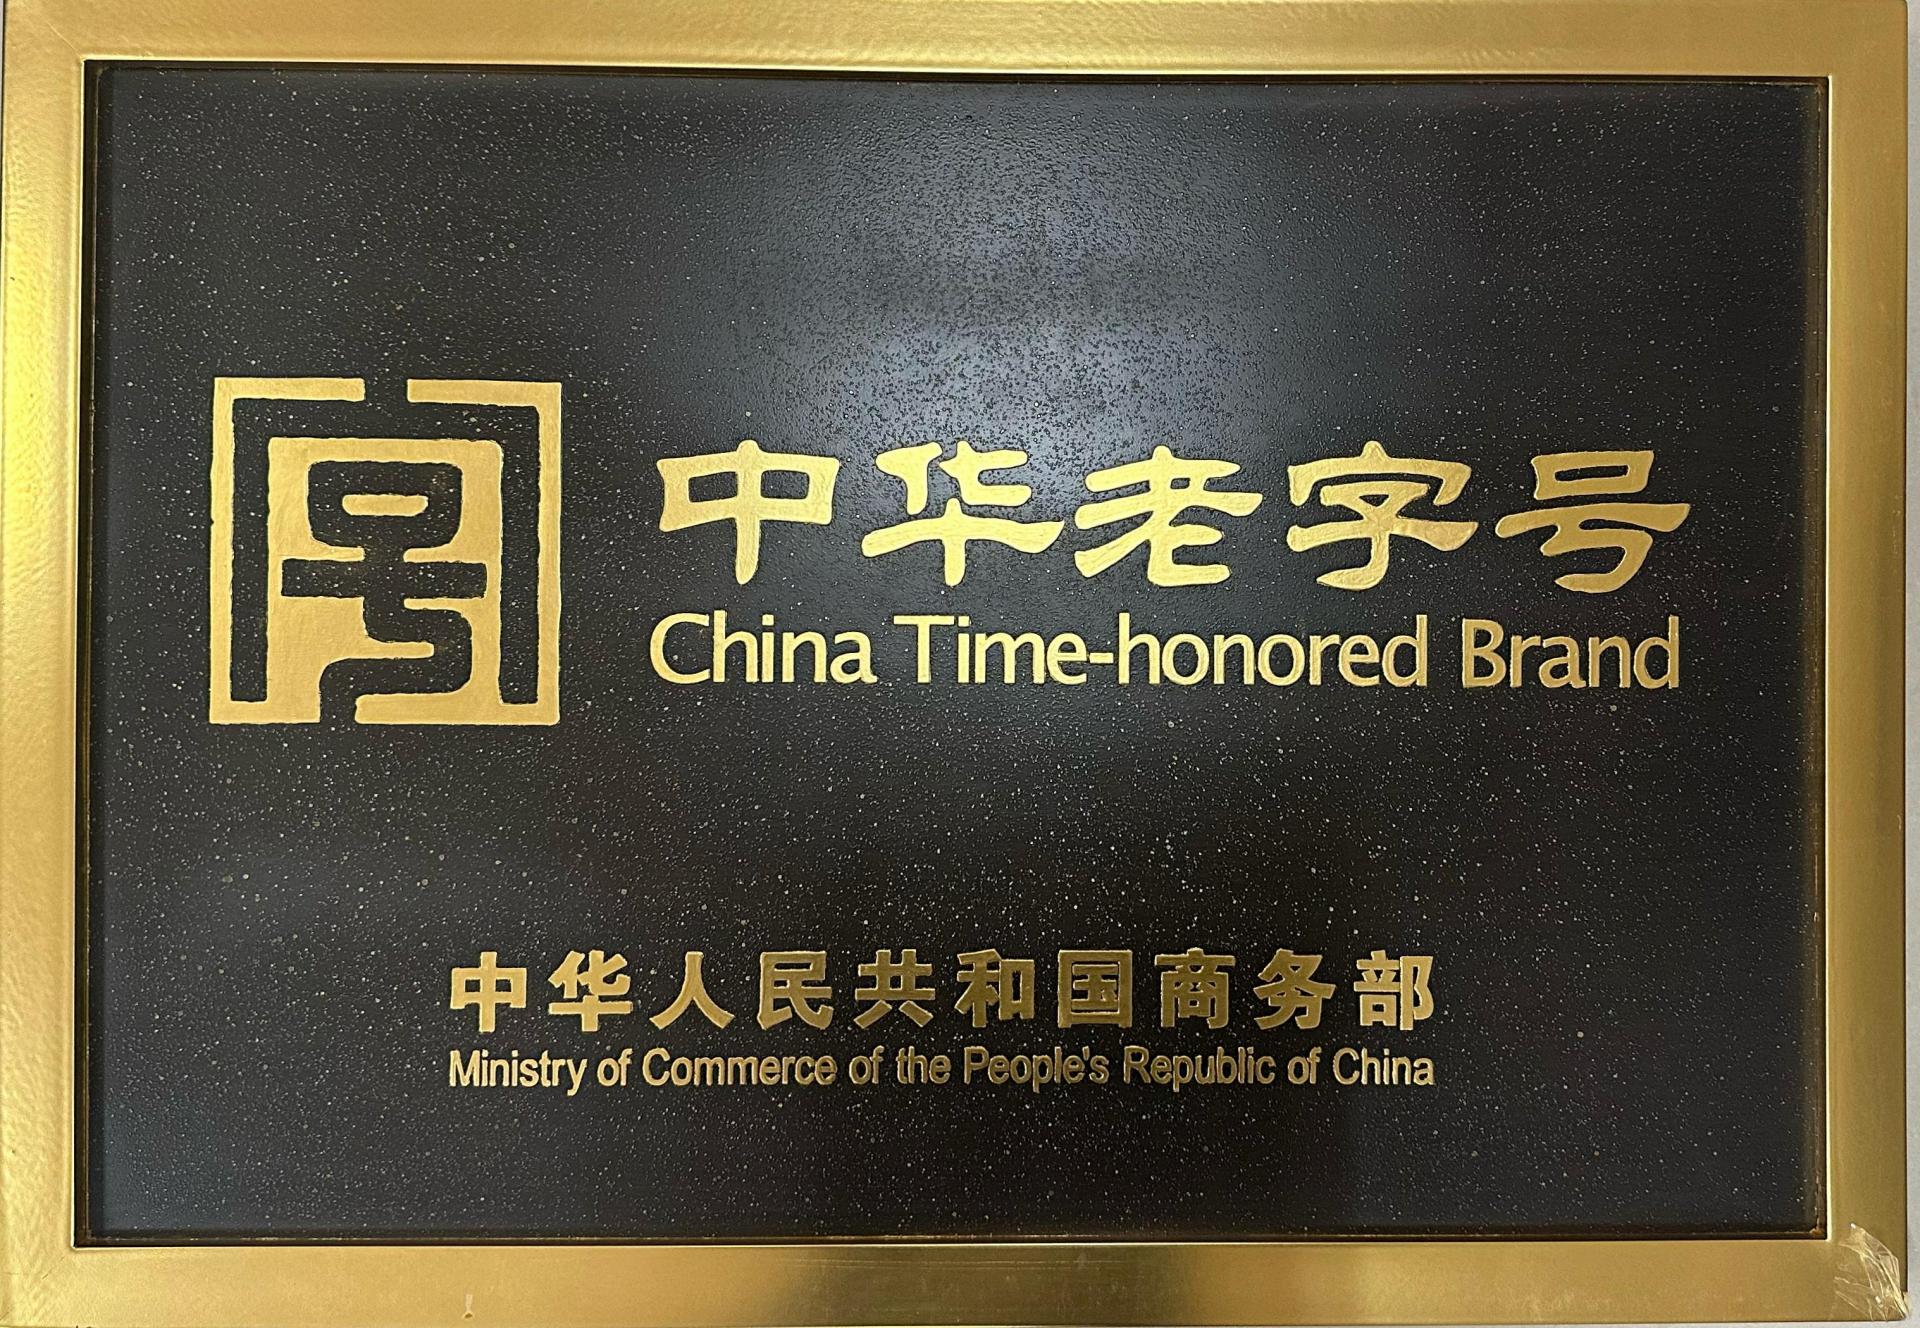 中华老字号
China Time-honored Brand
中华人民共和国商务部
Ministry of Commerce of the People's Republic of China